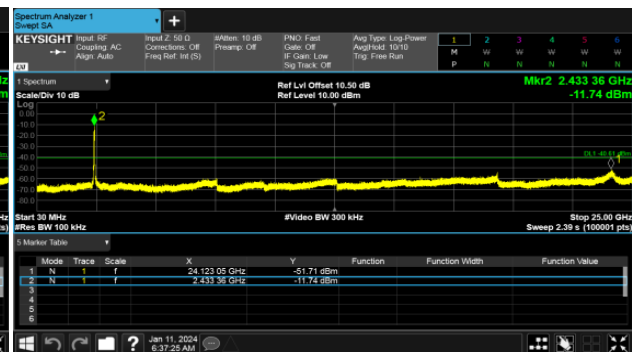 Spectrum Analyzer 1
Swept SA
+
KEYSIGHT
Input: RF
Coupling: AC
Align: Auto
Input Z: 50 Ω
Corrections: Off
Freq Ref: Int (S)
#Atten: 10 dB
Preamp: Off
PNO: Fast
Gate: Off
IF Gain: Low
Sig Track: Off
Avg Type: Log-Power
Avg|Hold: 10/10
Trig: Free Run
1 2 3 4 5 6
M W W W W W
P N N N N N
LXI
1 Spectrum
Scale/Div 10 dB
Ref Lvl Offset 10.50 dB
Ref Level 10.00 dBm
Mkr2 2.433 36 GHz
-11.74 dBm
Log
0.00
-10.0
-20.0
-30.0
-40.0
-50.0
-60.0
-70.0
-80.0
2
DL1 -40.61 dBm
1
Start 30 MHz
#Res BW 100 kHz
#Video BW 300 kHz
Stop 25.00 GHz
Sweep 2.39 s (100001 pts)
5 Marker Table
Mode Trace Scale X Y Function Function Width Function Value
1 N 1 f 24.123 05 GHz -51.71 dBm
2 N 1 f 2.433 36 GHz -11.74 dBm
3
4
5
6
? Jan 11, 2024
6:37:25 AM